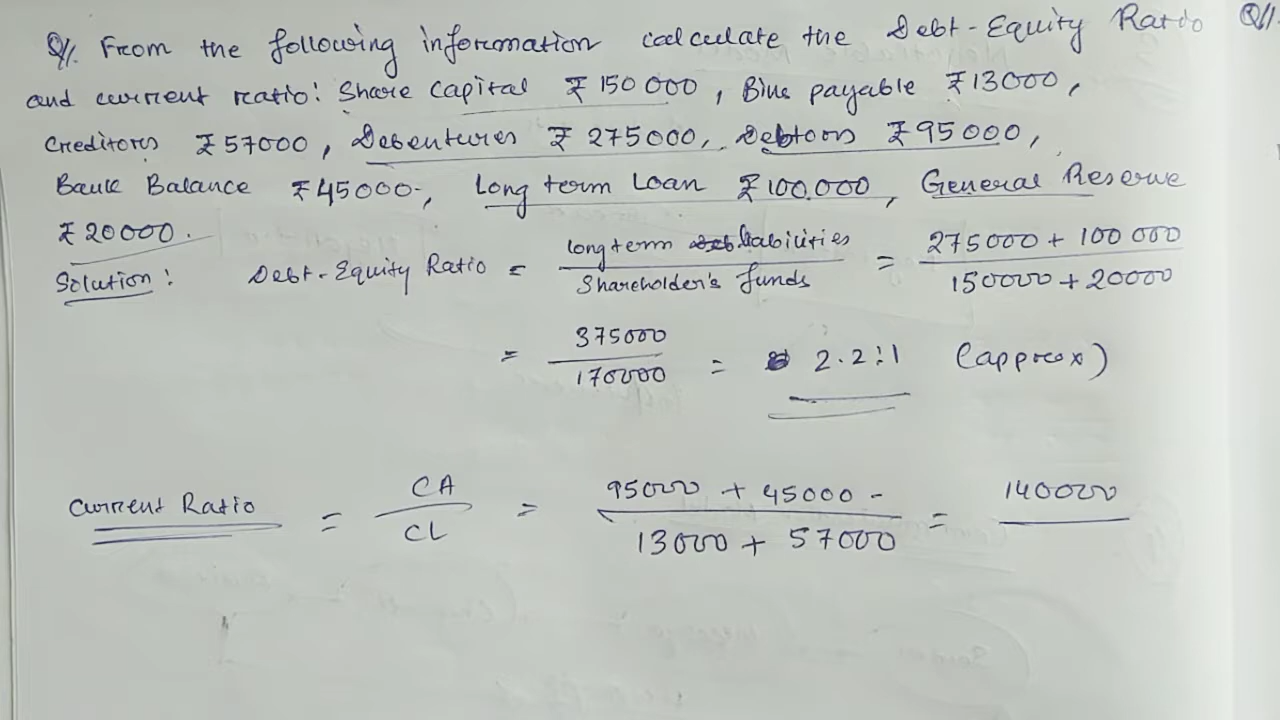 Q/. From the following information calculate the Debt-Equity Ratio Q/1.
and current ratio: Share Capital ₹150000, Bills payable ₹13000,
Creditors ₹57000, Debentures ₹275000, Debtors ₹95000,
Bank Balance ₹45000-, Long term Loan ₹100.000, General Reserve
₹20000.
Solution: Debt-Equity Ratio = long term liabilities / Shareholder's funds = 275000 + 100000 / 150000 + 20000
= 375000 / 170000 = 2.2:1 (approx)
Current Ratio = CA / CL = 95000 + 45000 - / 13000 + 57000 = 140000